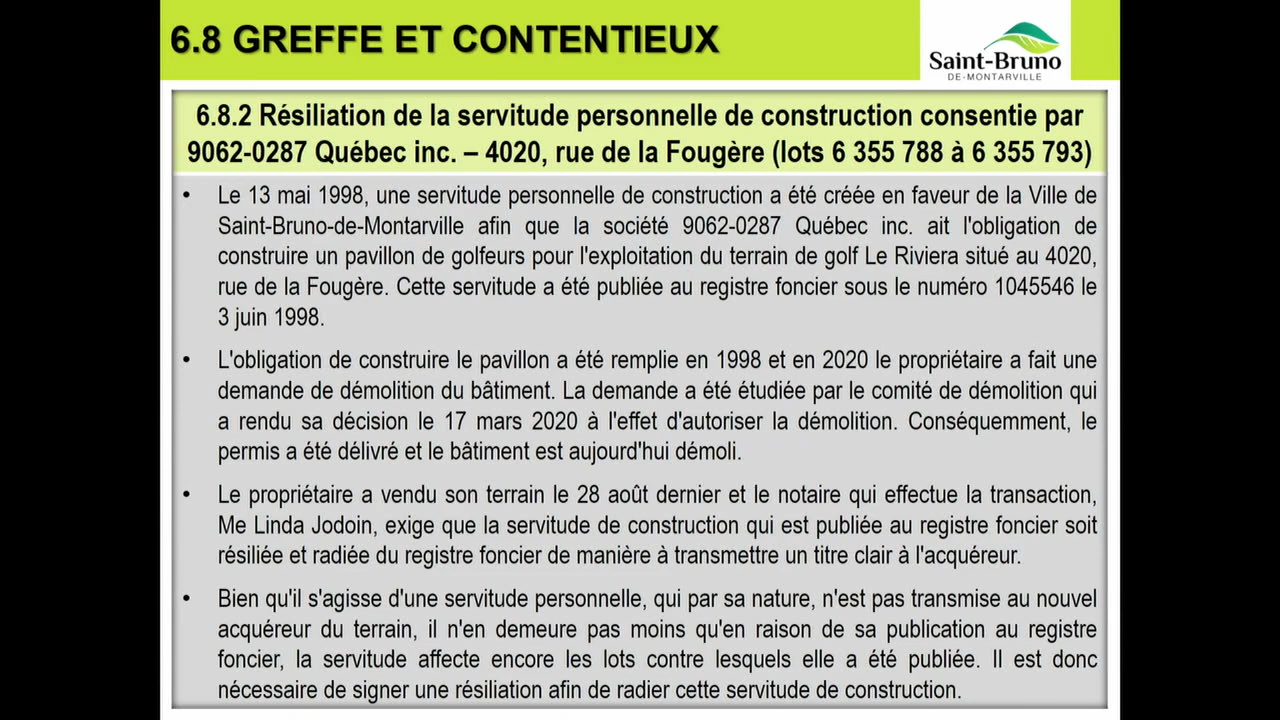 6.8 GREFFE ET CONTENTIEUX
Saint-Bruno
DE-MONTARVILLE
6.8.2 Résiliation de la servitude personnelle de construction consentie par
9062-0287 Québec inc. – 4020, rue de la Fougère (lots 6 355 788 à 6 355 793)
• Le 13 mai 1998, une servitude personnelle de construction a été créée en faveur de la Ville de
Saint-Bruno-de-Montarville afin que la société 9062-0287 Québec inc. ait l'obligation de
construire un pavillon de golfeurs pour l'exploitation du terrain de golf Le Riviera situé au 4020,
rue de la Fougère. Cette servitude a été publiée au registre foncier sous le numéro 1045546 le
3 juin 1998.
• L'obligation de construire le pavillon a été remplie en 1998 et en 2020 le propriétaire a fait une
demande de démolition du bâtiment. La demande a été étudiée par le comité de démolition qui
a rendu sa décision le 17 mars 2020 à l'effet d'autoriser la démolition. Conséquemment, le
permis a été délivré et le bâtiment est aujourd'hui démoli.
• Le propriétaire a vendu son terrain le 28 août dernier et le notaire qui effectue la transaction,
Me Linda Jodoin, exige que la servitude de construction qui est publiée au registre foncier soit
résiliée et radiée du registre foncier de manière à transmettre un titre clair à l'acquéreur.
• Bien qu'il s'agisse d'une servitude personnelle, qui par sa nature, n'est pas transmise au nouvel
acquéreur du terrain, il n'en demeure pas moins qu'en raison de sa publication au registre
foncier, la servitude affecte encore les lots contre lesquels elle a été publiée. Il est donc
nécessaire de signer une résiliation afin de radier cette servitude de construction.